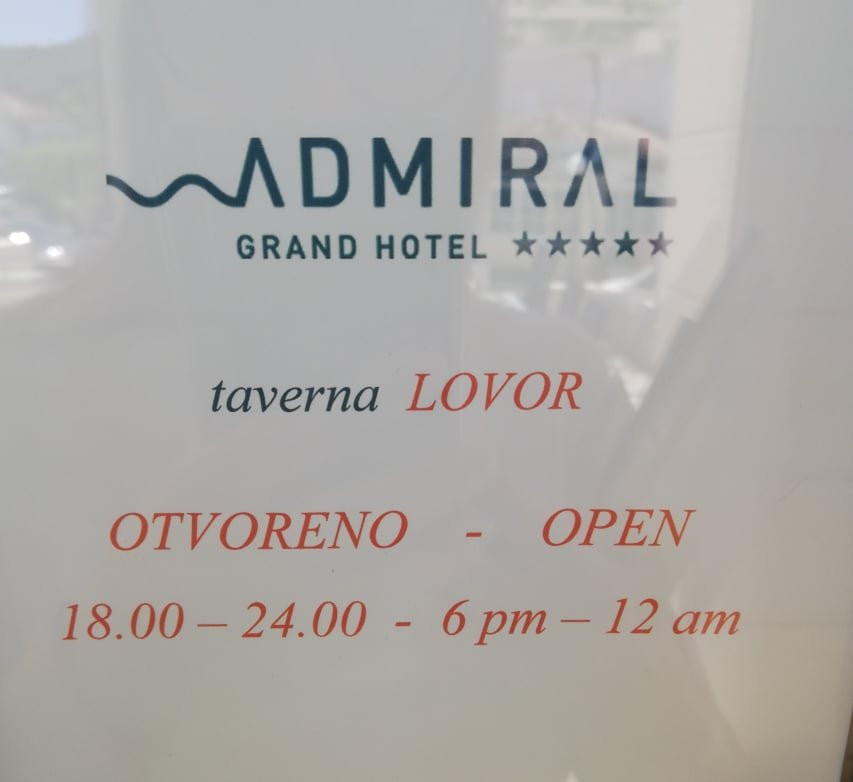 ADMIRAL
GRAND HOTEL ★★★★★
taverna LOVOR
OTVORENO - OPEN
18.00 – 24.00 - 6 pm – 12 am